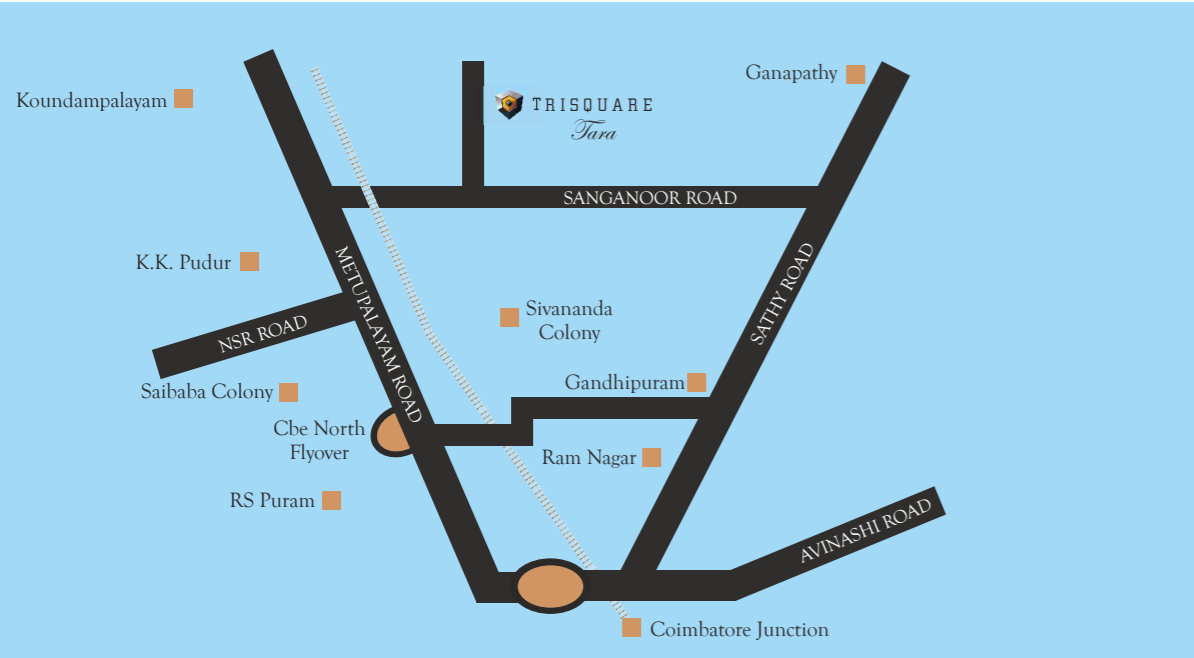 Ganapathy
Koundampalayam
TRISQUARE
Tara
SANGANOOR ROAD
METUPALAYAM ROAD
SATHY ROAD
K.K. Pudur
Sivananda
Colony
NSR ROAD
Gandhipuram
Saibaba Colony
Cbe North
Flyover
Ram Nagar
RS Puram
AVINASHI ROAD
Coimbatore Junction